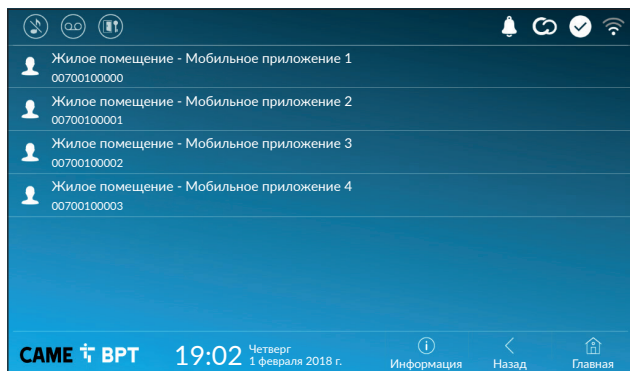 Жилое помещение - Мобильное приложение 1
00700100000
Жилое помещение - Мобильное приложение 2
00700100001
Жилое помещение - Мобильное приложение 3
00700100002
Жилое помещение - Мобильное приложение 4
00700100003
CAME BPT
19:02
Четверг
1 февраля 2018 г.
Информация
Назад
Главная